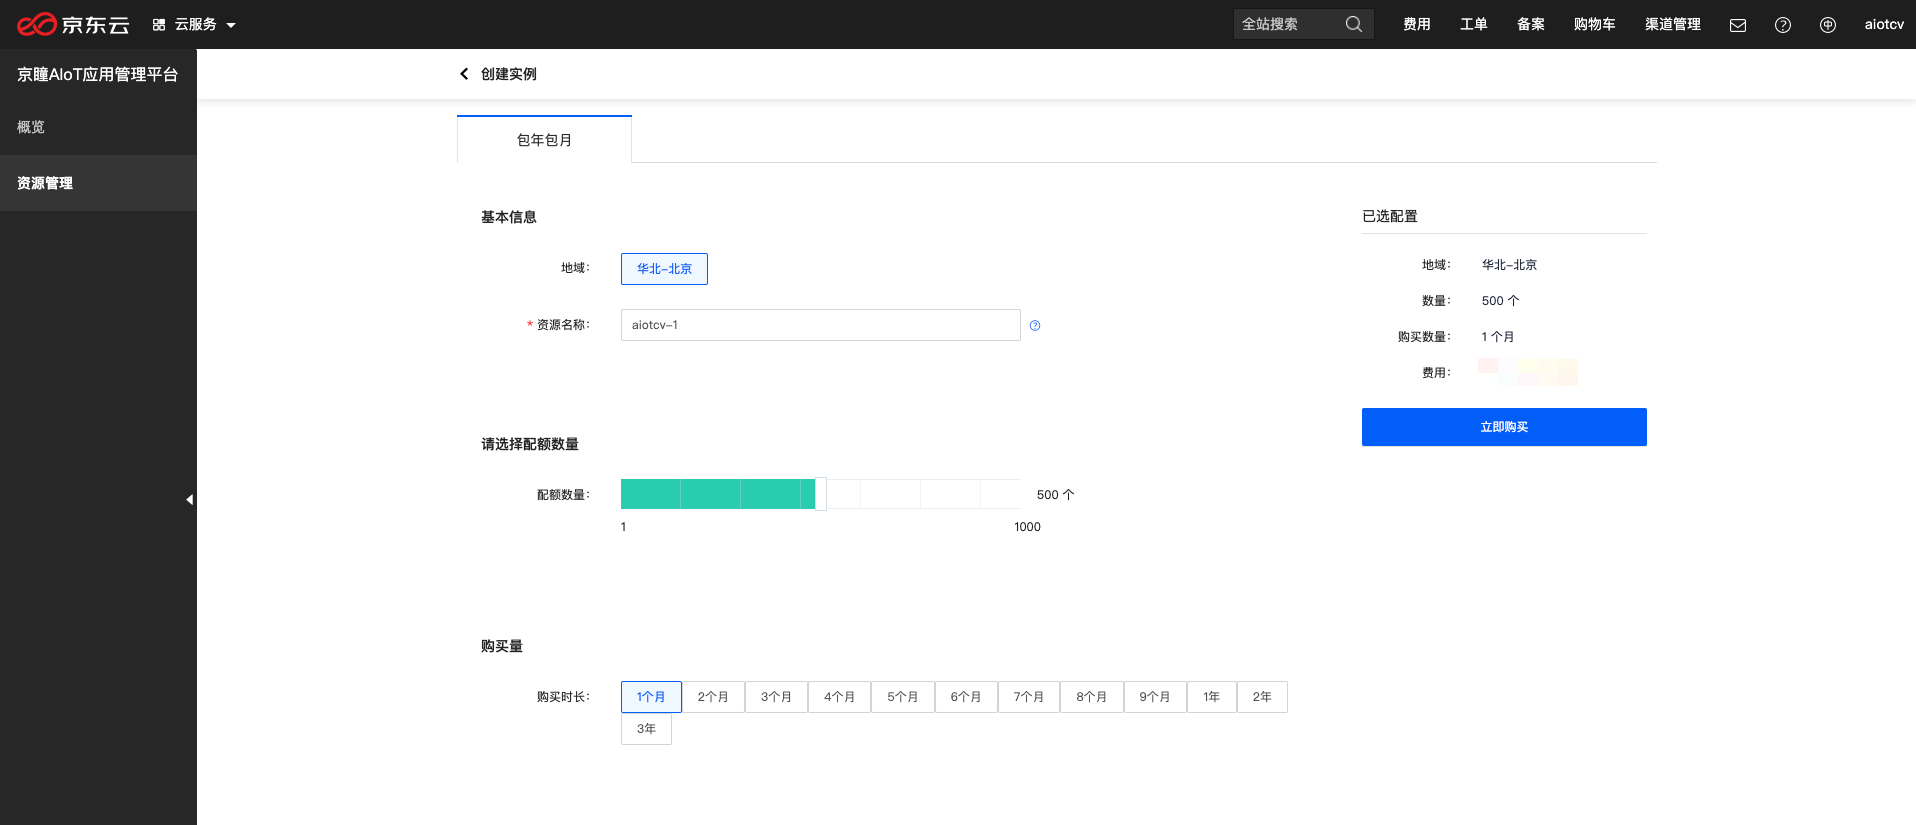 京东云 云服务 全站搜索 费用 工单 备案 购物车 渠道管理 aiotcv
京瞳AIoT应用管理平台
概览
资源管理
创建实例
包年包月
基本信息
地域： 华北-北京
* 资源名称： aiotcv-1
请选择配额数量
配额数量： 500 个
1 1000
购买量
购买时长： 1个月 2个月 3个月 4个月 5个月 6个月 7个月 8个月 9个月 1年 2年
3年
已选配置
地域： 华北-北京
数量： 500 个
购买数量： 1 个月
费用：
立即购买